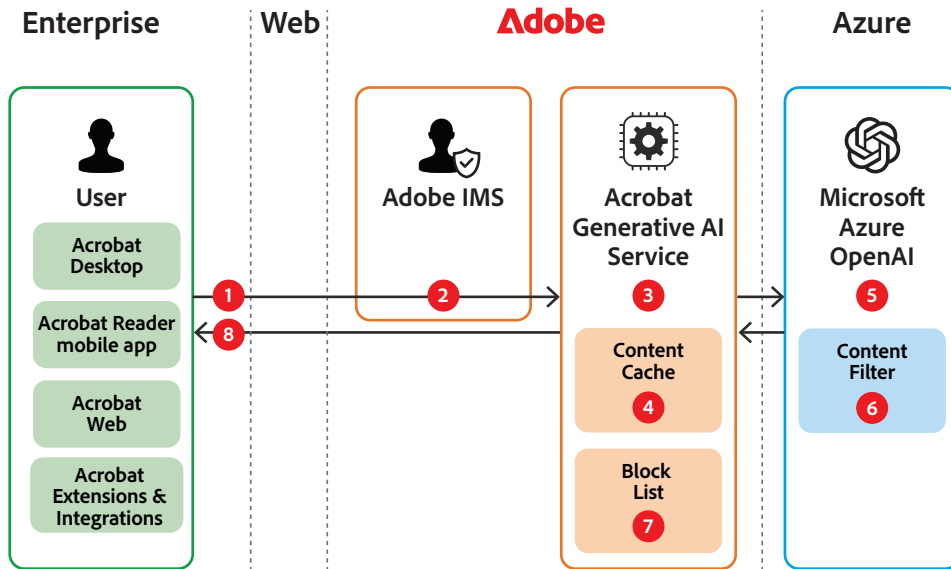 Enterprise
Web
Adobe
Azure
User
Acrobat
Desktop
Acrobat Reader
mobile app
Acrobat
Web
Acrobat
Extensions &
Integrations
1
8
Adobe IMS
2
Acrobat
Generative AI
Service
3
Content
Cache
4
Block
List
7
Microsoft
Azure
OpenAI
5
Content
Filter
6